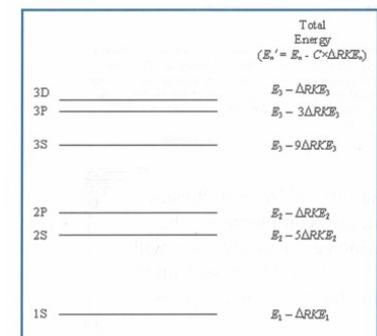 Total
Energy
(Eₙ' = Eₙ - C×ΔRKEₙ)
3D E₃ – ΔRKE₃
3P E₃ – 3ΔRKE₃
3S E₃ – 9ΔRKE₃
2P E₂ – ΔRKE₂
2S E₂ – 5ΔRKE₂
1S E₁ – ΔRKE₁